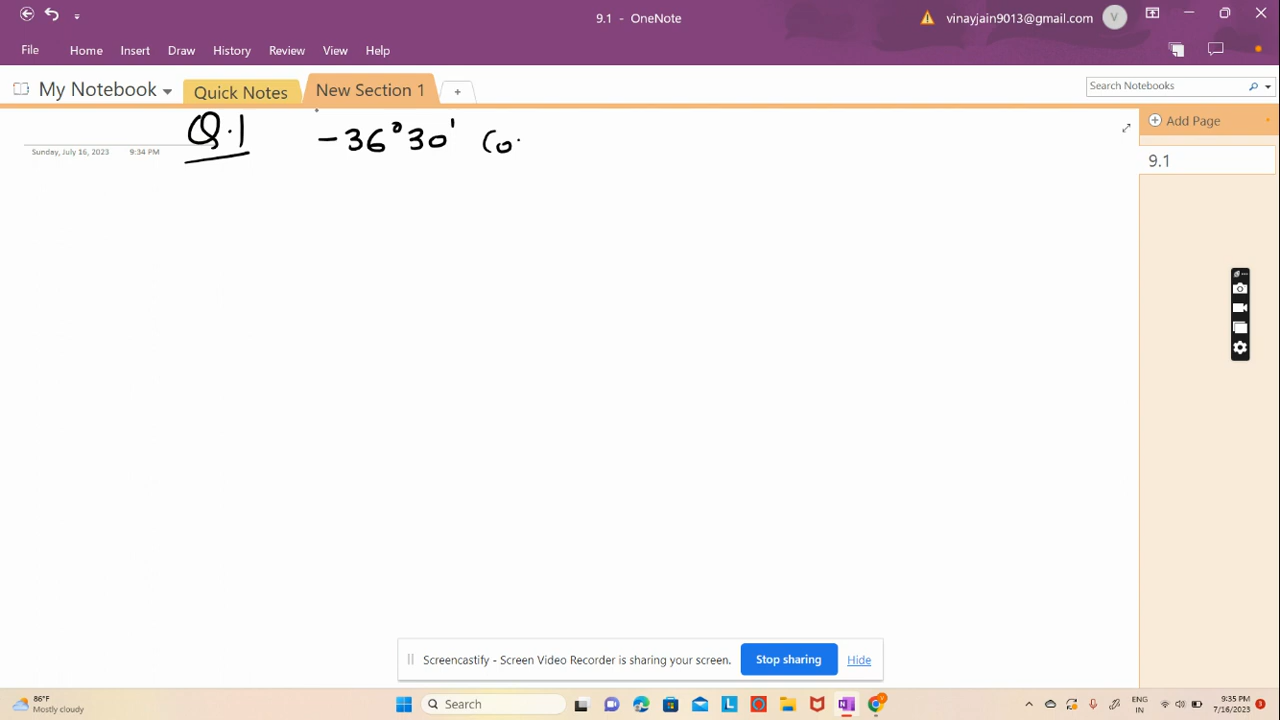 9.1 - OneNote
vinayjain9013@gmail.com
V
File
Home
Insert
Draw
History
Review
View
Help
My Notebook
Quick Notes
New Section 1
+
Search Notebooks
Q.1 -36°30' Co
Sunday, July 16, 2023 9:34 PM
Add Page
9.1
Screencastify - Screen Video Recorder is sharing your screen.
Stop sharing
Hide
86°F
Mostly cloudy
Search
ENG
IN
9:35 PM
7/16/2023